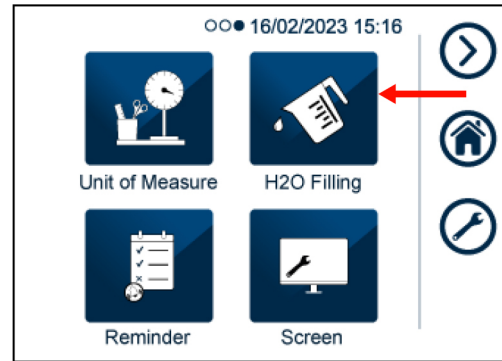 16/02/2023 15:16
Unit of Measure
H2O Filling
Reminder
Screen